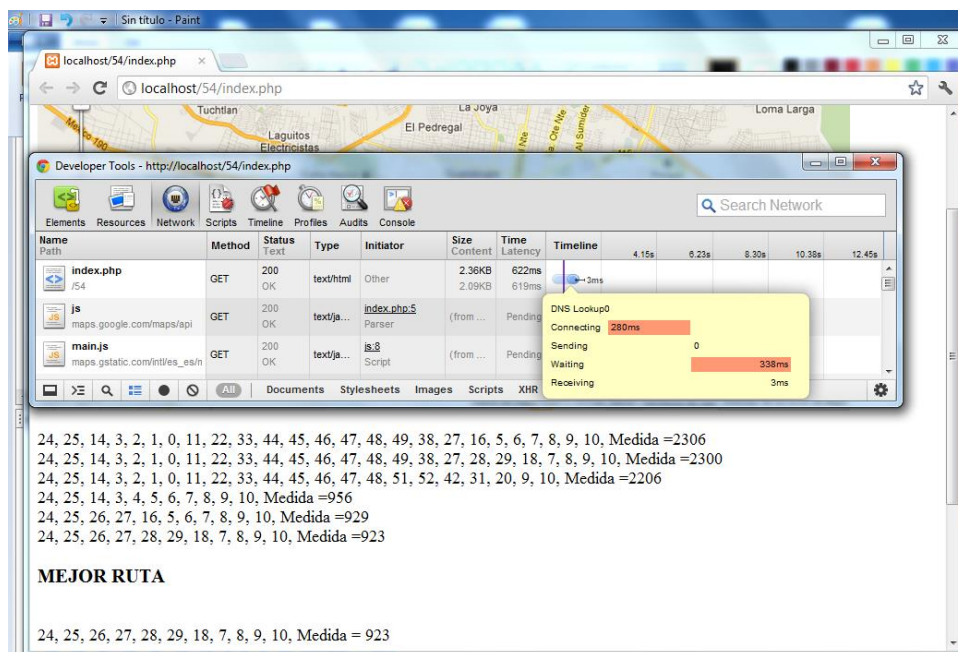 Sin título - Paint
localhost/54/index.php
localhost/54/index.php
Tuchtlan
La Joya
Loma Larga
El Pedregal
Laguitos
Electricistas
Mexico 190
Developer Tools - http://localhost/54/index.php
Elements Resources Network Scripts Timeline Profiles Audits Console
Search Network
Name Method Status Type Initiator Size Time Timeline
Path Text Content Latency 4.15s 6.23s 8.30s 10.38s 12.45s
index.php GET 200 text/html Other 2.36KB 622ms 3ms
/54 OK 2.09KB 619ms
js GET 200 text/ja... index.php:5 (from ... Pending
maps.google.com/maps/api OK Parser
main.js GET 200 text/ja... js:8 (from ... Pending
maps.gstatic.com/intl/es_es/m OK Script
DNS Lookup 0
Connecting 280ms
Sending 0
Waiting 338ms
Receiving 3ms
All Documents Stylesheets Images Scripts XHR
24, 25, 14, 3, 2, 1, 0, 11, 22, 33, 44, 45, 46, 47, 48, 49, 38, 27, 16, 5, 6, 7, 8, 9, 10, Medida =2306
24, 25, 14, 3, 2, 1, 0, 11, 22, 33, 44, 45, 46, 47, 48, 49, 38, 27, 28, 29, 18, 7, 8, 9, 10, Medida =2300
24, 25, 14, 3, 2, 1, 0, 11, 22, 33, 44, 45, 46, 47, 48, 51, 52, 42, 31, 20, 9, 10, Medida =2206
24, 25, 14, 3, 4, 5, 6, 7, 8, 9, 10, Medida =956
24, 25, 26, 27, 16, 5, 6, 7, 8, 9, 10, Medida =929
24, 25, 26, 27, 28, 29, 18, 7, 8, 9, 10, Medida =923
MEJOR RUTA
24, 25, 26, 27, 28, 29, 18, 7, 8, 9, 10, Medida = 923